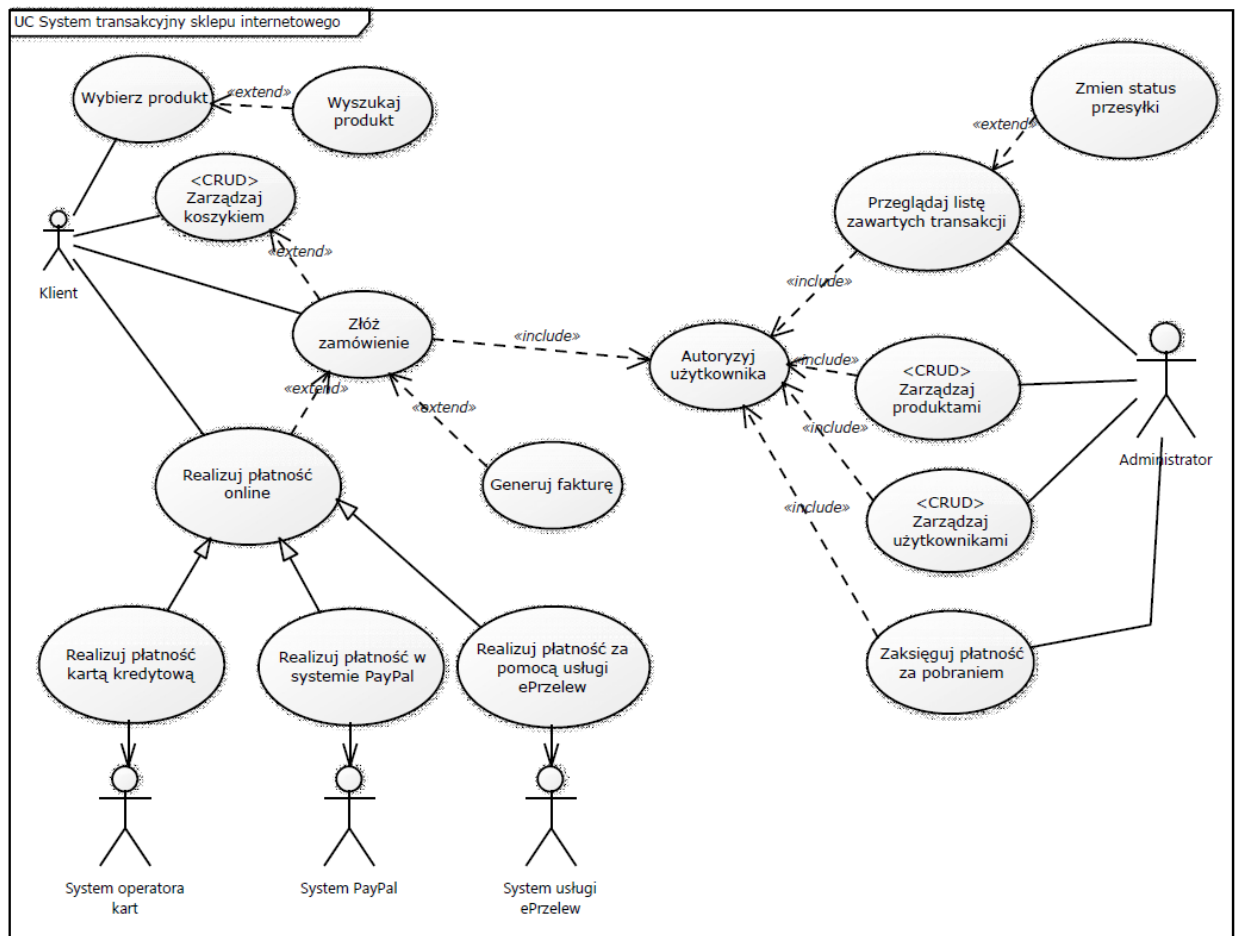 UC System transakcyjny sklepu internetowego
Wybierz produkt
«extend»
Wyszukaj
produkt
Zmien status
przesyłki
«extend»
<CRUD>
Zarządzaj
koszykiem
Przeglądaj listę
zawartych transakcji
«extend»
Klient
«include»
Złóż
zamówienie
«include»
Autoryzyj
użytkownika
«include»
<CRUD>
Zarządzaj
produktami
«extend»
«extend»
«include»
Administrator
Realizuj płatność
online
Generuj fakturę
«include»
<CRUD>
Zarządzaj
użytkownikami
Realizuj płatność
kartą kredytową
Realizuj płatność w
systemie PayPal
Realizuj płatność za
pomocą usługi
ePrzelew
Zaksięguj płatność
za pobraniem
System operatora
kart
System PayPal
System usługi
ePrzelew